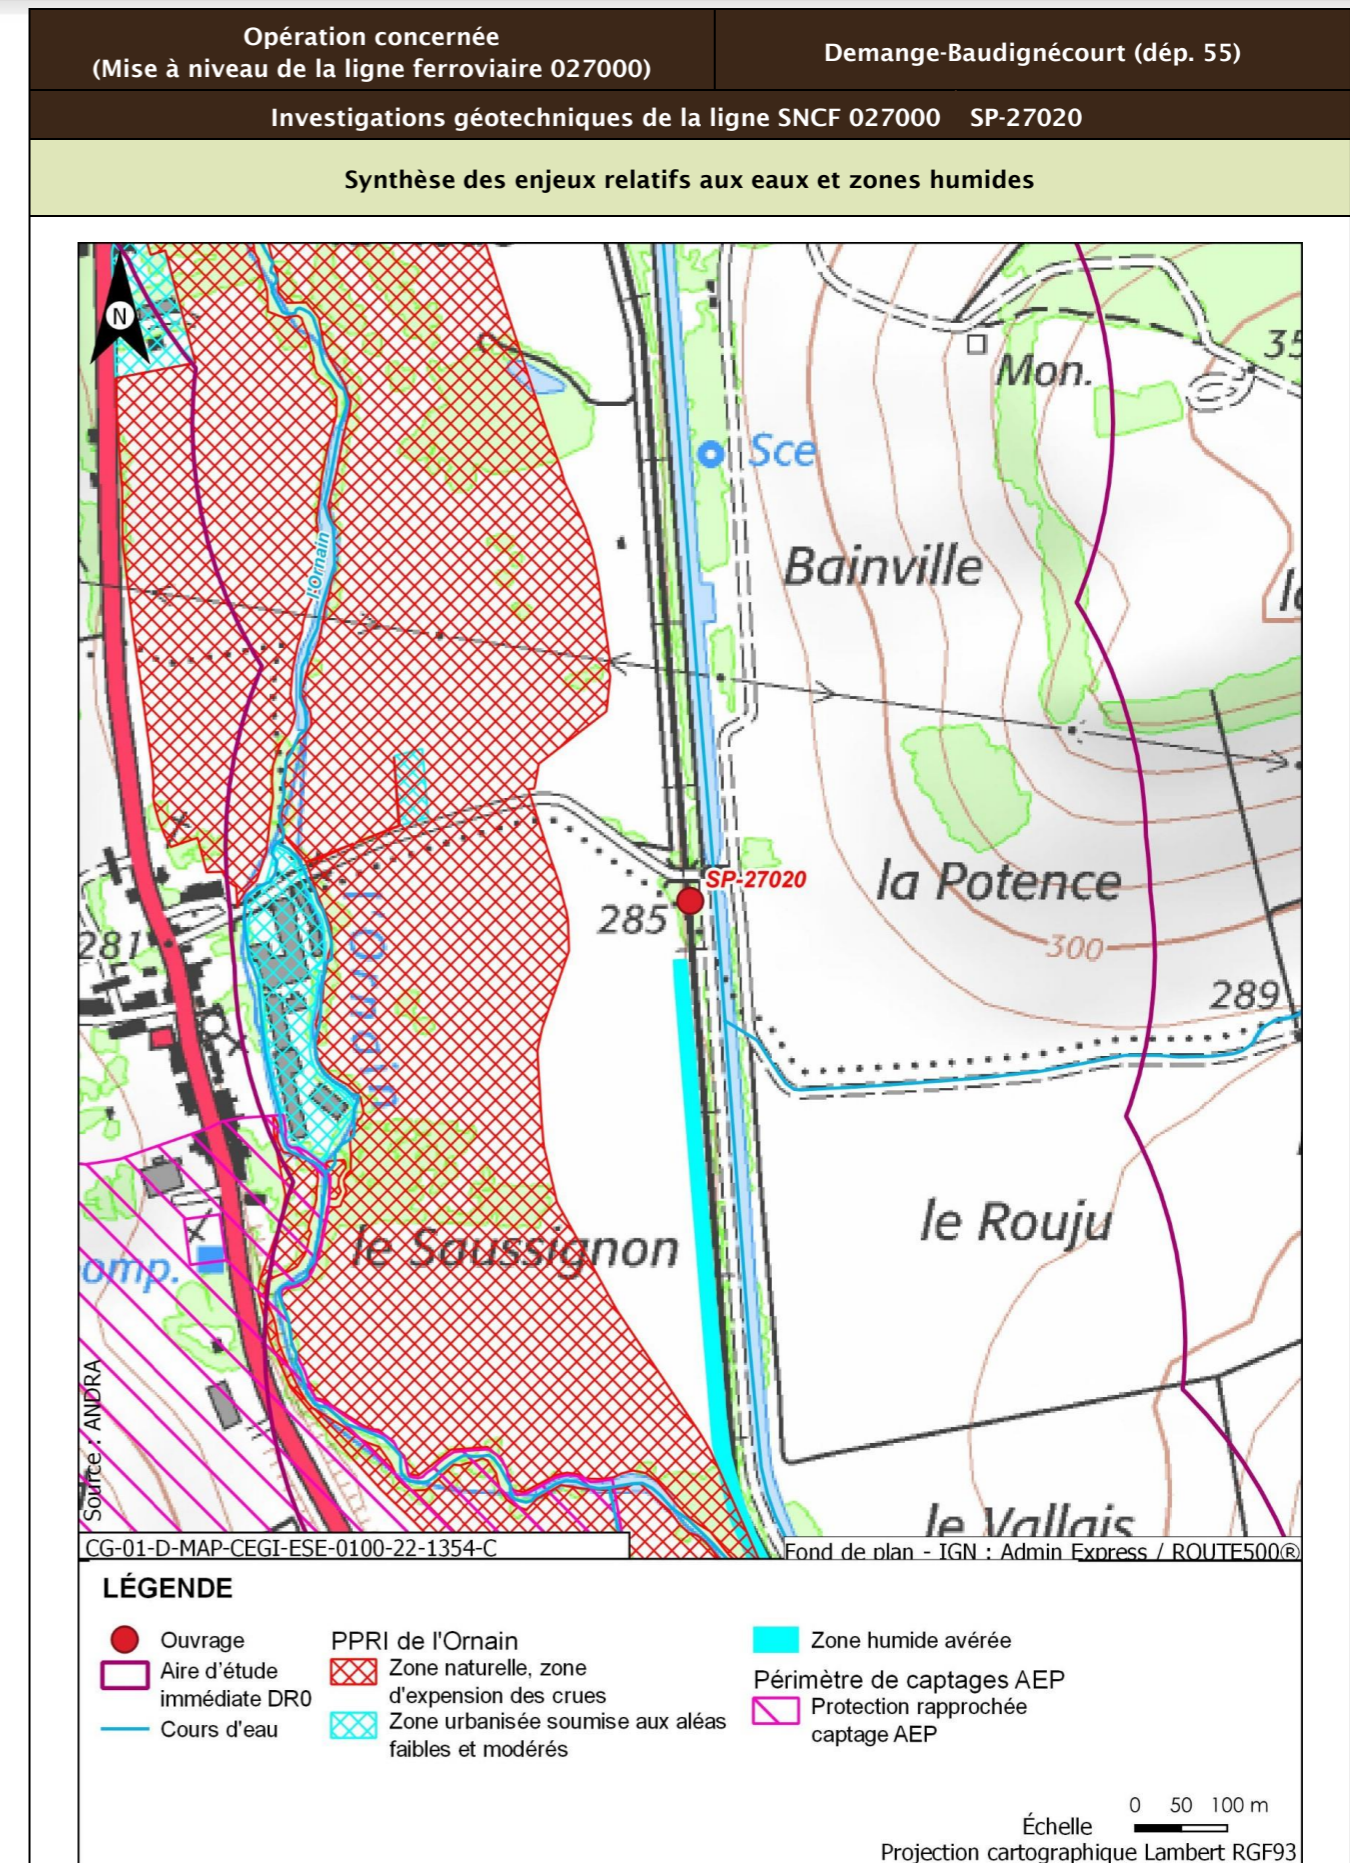 Opération concernée
(Mise à niveau de la ligne ferroviaire 027000)
Demange-Baudignécourt (dép. 55)
Investigations géotechniques de la ligne SNCF 027000 SP-27020
Synthèse des enjeux relatifs aux eaux et zones humides
N
35
Mon.
Sce
l'Ornain
Bainville
la Potence
SP-27020
285
281
300
l'Ornain
289
le Rouju
le Saussignon
omp.
Source : ANDRA
le Vallais
CG-01-D-MAP-CEGI-ESE-0100-22-1354-C
Fond de plan - IGN : Admin Express / ROUTE500®
LÉGENDE
Ouvrage
Aire d'étude
immédiate DR0
Cours d'eau
PPRI de l'Ornain
Zone naturelle, zone
d'expension des crues
Zone urbanisée soumise aux aléas
faibles et modérés
Zone humide avérée
Périmètre de captages AEP
Protection rapprochée
captage AEP
0 50 100 m
Échelle
Projection cartographique Lambert RGF93